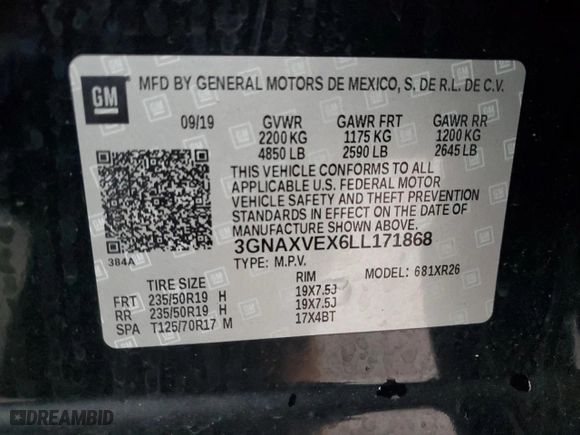 GM
MFD BY GENERAL MOTORS DE MEXICO, S. DE R.L. DE C.V.
09/19 GVWR GAWR FRT GAWR RR
2200 KG 1175 KG 1200 KG
4850 LB 2590 LB 2645 LB
THIS VEHICLE CONFORMS TO ALL
APPLICABLE U.S. FEDERAL MOTOR
VEHICLE SAFETY AND THEFT PREVENTION
STANDARDS IN EFFECT ON THE DATE OF
MANUFACTURE SHOWN ABOVE.
384A 3GNAXVEX6LL171868
TYPE: M.P.V. MODEL: 681XR26
TIRE SIZE RIM
FRT 235/50R19 H 19X7.5J
RR 235/50R19 H 19X7.5J
SPA T125/70R17 M 17X4BT
DREAMBID